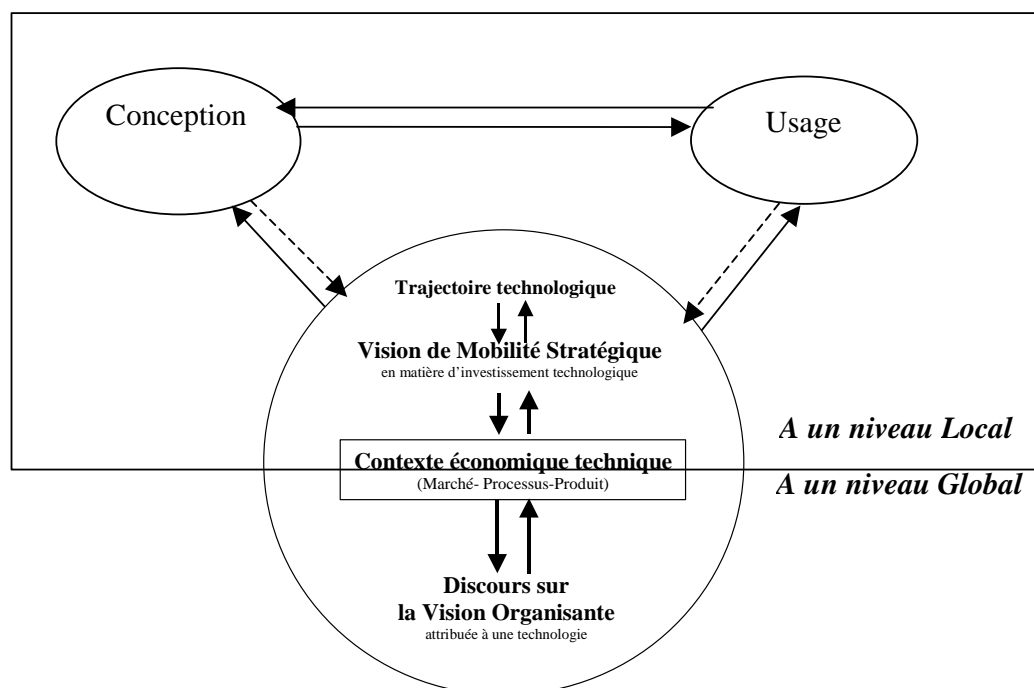 Conception
Usage
Trajectoire technologique
Vision de Mobilité Stratégique
en matière d'investissement technologique
A un niveau Local
Contexte économique technique
(Marché- Processus-Produit)
A un niveau Global
Discours sur
la Vision Organisante
attribuée à une technologie